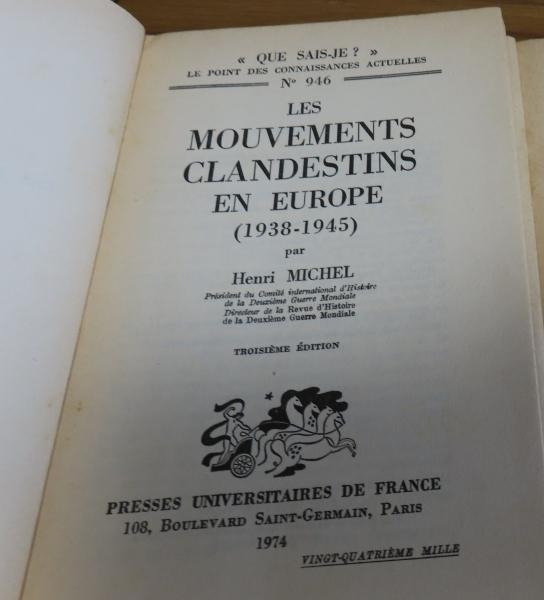 « QUE SAIS-JE ? »
LE POINT DES CONNAISSANCES ACTUELLES
Nº 946
LES
MOUVEMENTS
CLANDESTINS
EN EUROPE
(1938-1945)
par
Henri MICHEL
Président du Comité international d'Histoire
de la Deuxième Guerre Mondiale
Directeur de la Revue d'Histoire
de la Deuxième Guerre Mondiale
TROISIÈME ÉDITION
PRESSES UNIVERSITAIRES DE FRANCE
108, BOULEVARD SAINT-GERMAIN, PARIS
1974
VINGT-QUATRIÈME MILLE